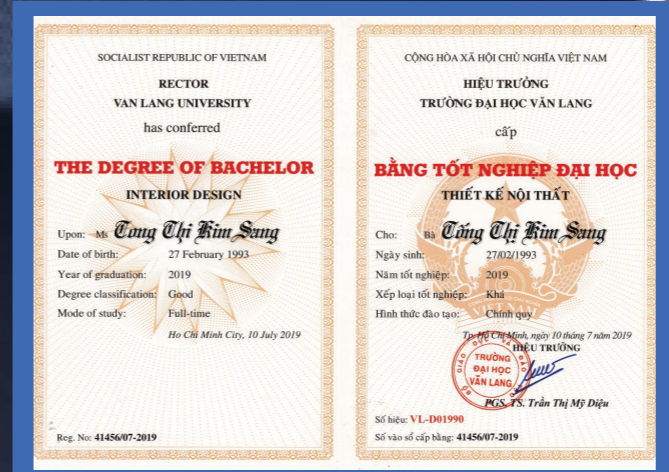 SOCIALIST REPUBLIC OF VIETNAM
RECTOR
VAN LANG UNIVERSITY
has conferred
THE DEGREE OF BACHELOR
INTERIOR DESIGN
Upon: Ms Tong Thi Kim Sang
Date of birth: 27 February 1993
Year of graduation: 2019
Degree classification: Good
Mode of study: Full-time
Ho Chi Minh City, 10 July 2019
Reg. No: 41456/07-2019
CỘNG HÒA XÃ HỘI CHỦ NGHĨA VIỆT NAM
HIỆU TRƯỞNG
TRƯỜNG ĐẠI HỌC VĂN LANG
cấp
BẰNG TỐT NGHIỆP ĐẠI HỌC
THIẾT KẾ NỘI THẤT
Cho: Bà Tống Thị Kim Sang
Ngày sinh: 27/02/1993
Năm tốt nghiệp: 2019
Xếp loại tốt nghiệp: Khá
Hình thức đào tạo: Chính quy
Tp. Hồ Chí Minh, ngày 10 tháng 7 năm 2019
HIỆU TRƯỞNG
BỘ GIÁO DỤC VÀ ĐÀO TẠO
TRƯỜNG
ĐẠI HỌC
VĂN LANG
PGS. TS. Trần Thị Mỹ Diệu
Số hiệu: VL-D01990
Số vào sổ cấp bằng: 41456/07-2019